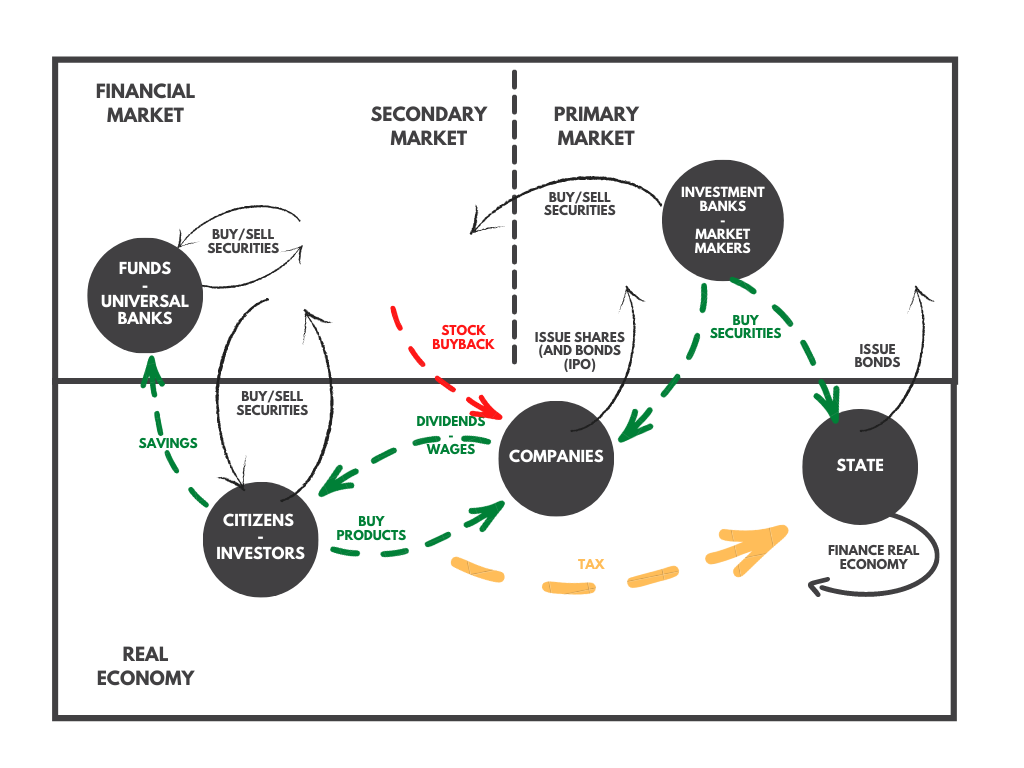 FINANCIAL
MARKET
SECONDARY
MARKET
PRIMARY
MARKET
INVESTMENT
BANKS
-
MARKET
MAKERS
BUY/SELL
SECURITIES
BUY/SELL
SECURITIES
FUNDS
-
UNIVERSAL
BANKS
STOCK
BUYBACK
ISSUE SHARES
(AND BONDS
(IPO)
BUY
SECURITIES
ISSUE
BONDS
BUY/SELL
SECURITIES
SAVINGS
DIVIDENDS
-
WAGES
COMPANIES
STATE
CITIZENS
-
INVESTORS
BUY
PRODUCTS
TAX
FINANCE REAL
ECONOMY
REAL
ECONOMY